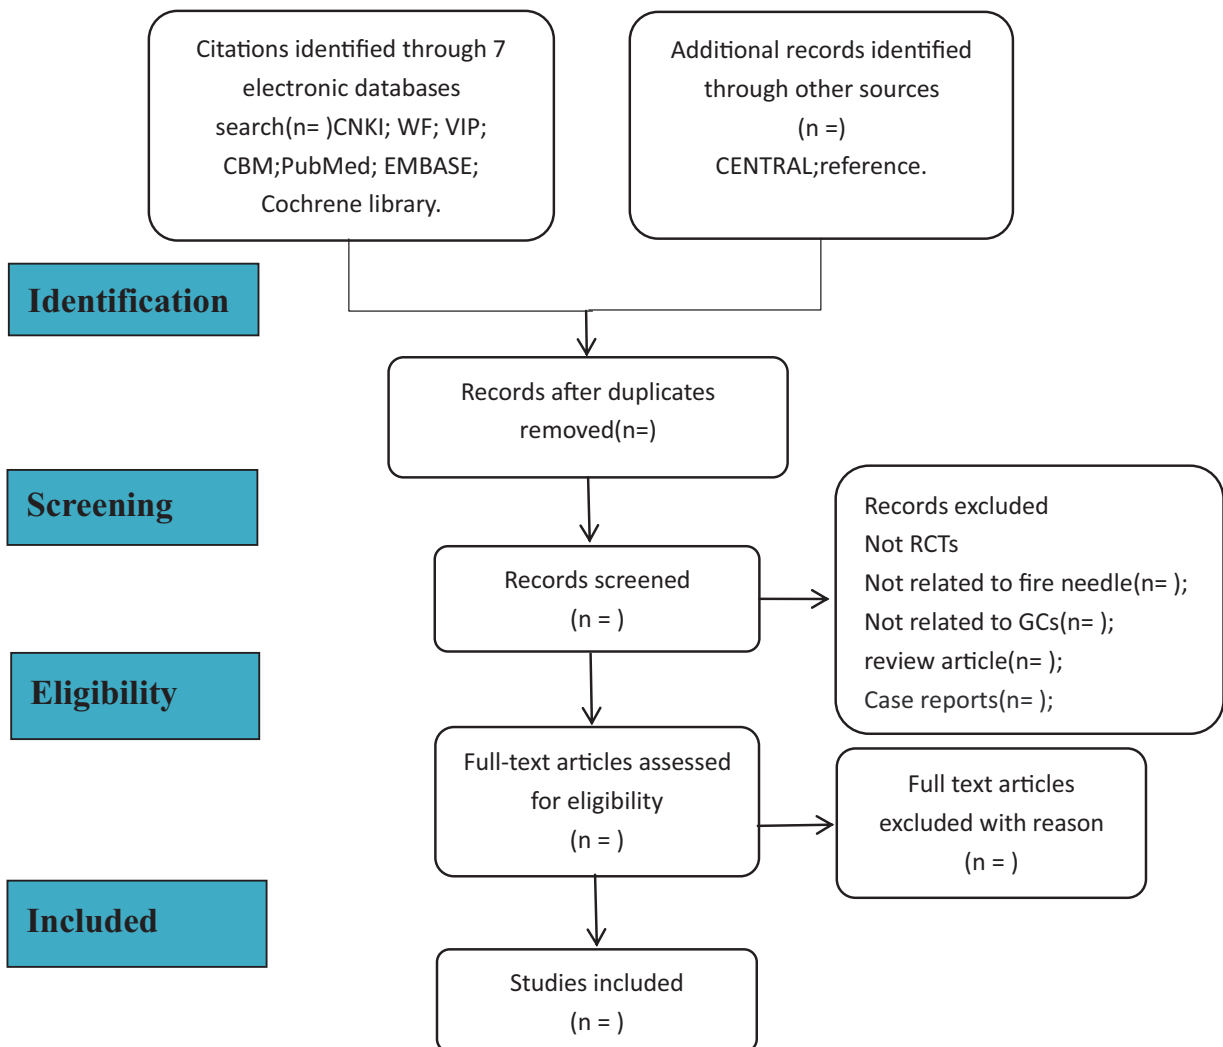 Citations identified through 7
electronic databases
search(n= )CNKI; WF; VIP;
CBM;PubMed; EMBASE;
Cochrene library.
Additional records identified
through other sources
(n =)
CENTRAL;reference.
Identification
Records after duplicates
removed(n=)
Screening
Records screened
(n = )
Records excluded
Not RCTs
Not related to fire needle(n= );
Not related to GCs(n= );
review article(n= );
Case reports(n= );
Eligibility
Full-text articles assessed
for eligibility
(n = )
Full text articles
excluded with reason
(n = )
Included
Studies included
(n = )